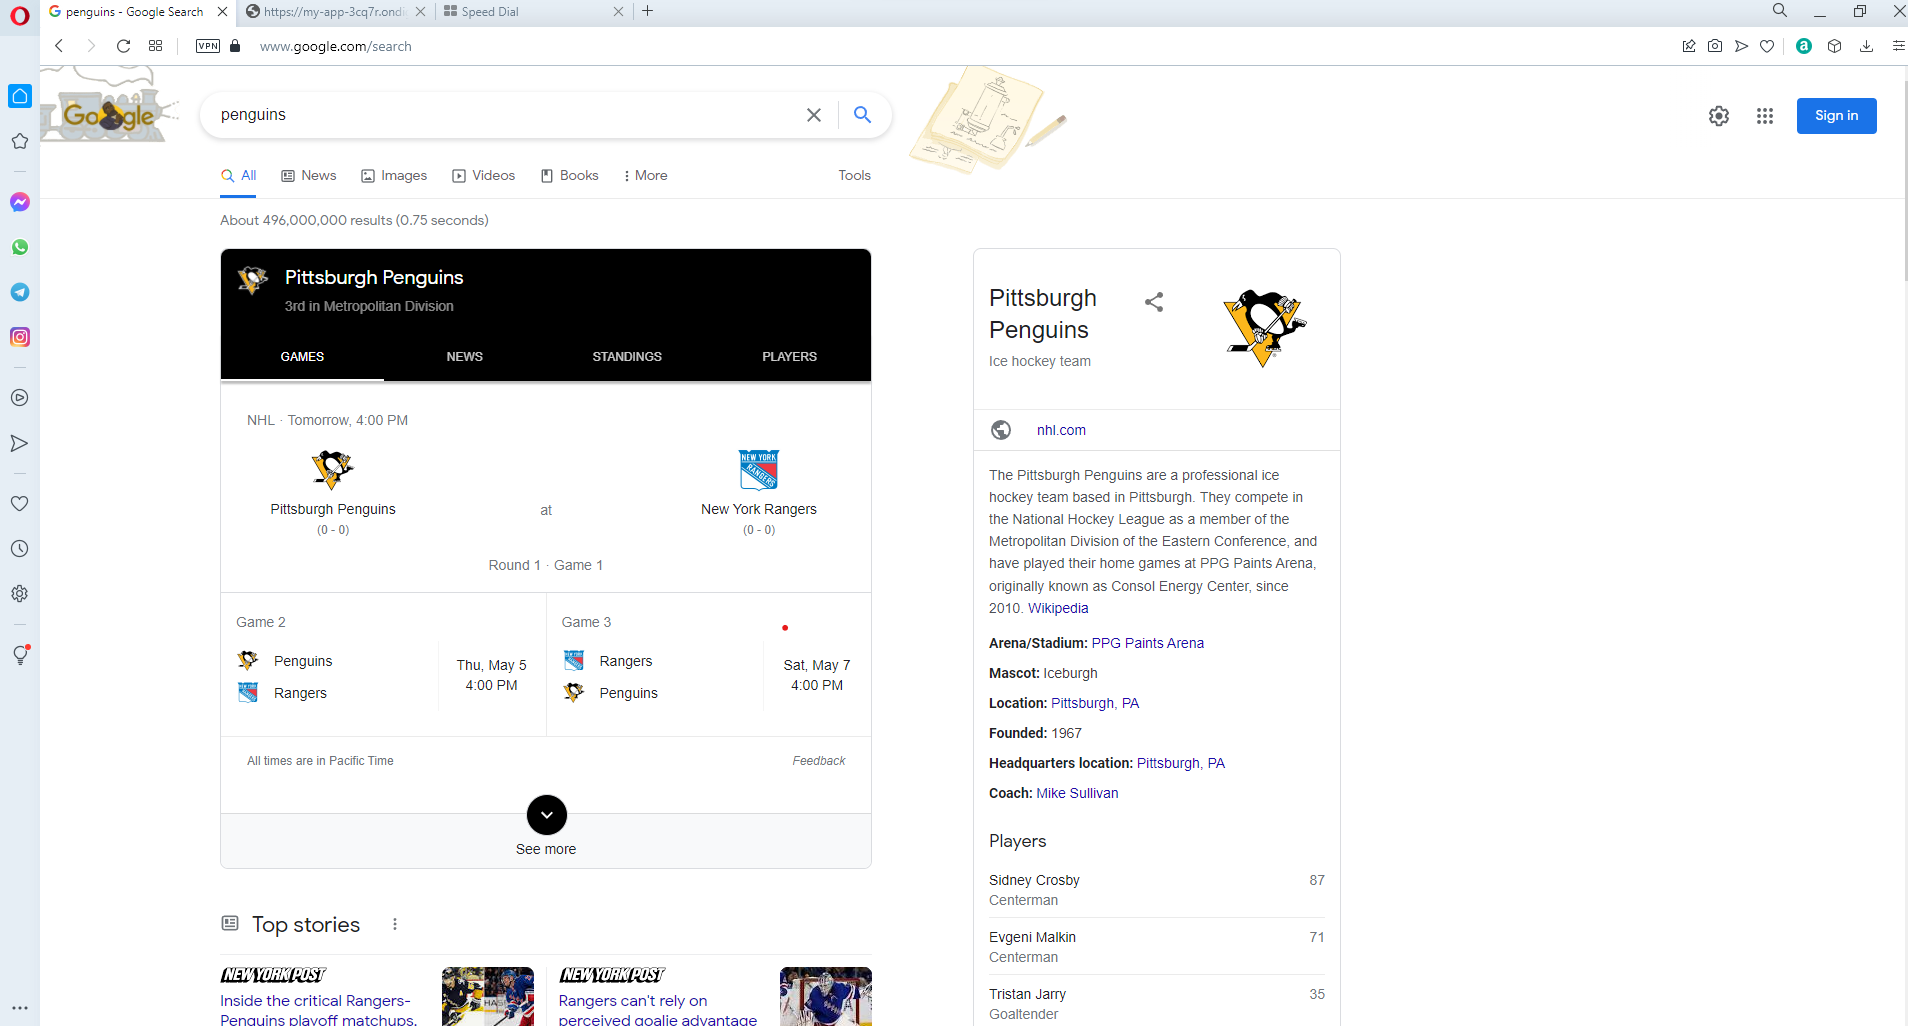 penguins - Google Search
https://my-app-3cq7r.ondi
Speed Dial
VPN
www.google.com/search
Google
penguins
Sign in
All
News
Images
Videos
Books
More
Tools
About 496,000,000 results (0.75 seconds)
Pittsburgh Penguins
3rd in Metropolitan Division
GAMES
NEWS
STANDINGS
PLAYERS
NHL · Tomorrow, 4:00 PM
NEW YORK
RANGERS
Pittsburgh Penguins
at
New York Rangers
(0 - 0)
(0 - 0)
Round 1 · Game 1
Game 2
Penguins
Rangers
Thu, May 5
4:00 PM
Game 3
Rangers
Penguins
Sat, May 7
4:00 PM
All times are in Pacific Time
Feedback
See more
Top stories
NEW YORK POST
Inside the critical Rangers-
Penguins playoff matchups,
NEW YORK POST
Rangers can't rely on
perceived goalie advantage
Pittsburgh
Penguins
Ice hockey team
nhl.com
The Pittsburgh Penguins are a professional ice
hockey team based in Pittsburgh. They compete in
the National Hockey League as a member of the
Metropolitan Division of the Eastern Conference, and
have played their home games at PPG Paints Arena,
originally known as Consol Energy Center, since
2010. Wikipedia
Arena/Stadium: PPG Paints Arena
Mascot: Iceburgh
Location: Pittsburgh, PA
Founded: 1967
Headquarters location: Pittsburgh, PA
Coach: Mike Sullivan
Players
Sidney Crosby 87
Centerman
Evgeni Malkin 71
Centerman
Tristan Jarry 35
Goaltender